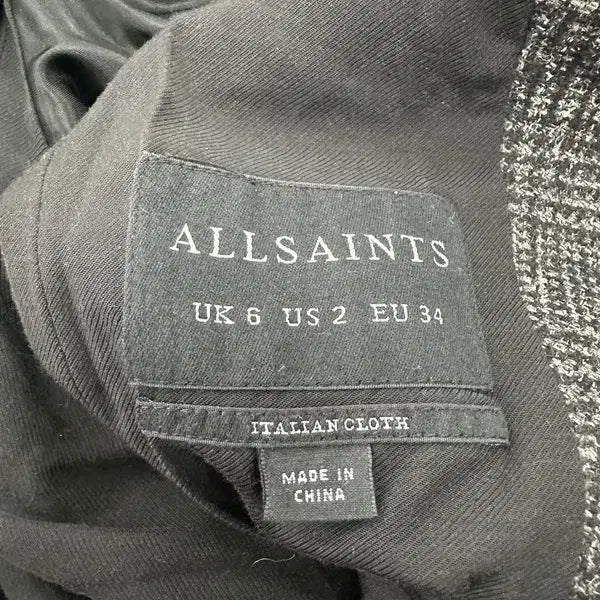 ALLSAINTS
UK 6 US 2 EU 34
ITALIAN CLOTH
MADE IN
CHINA